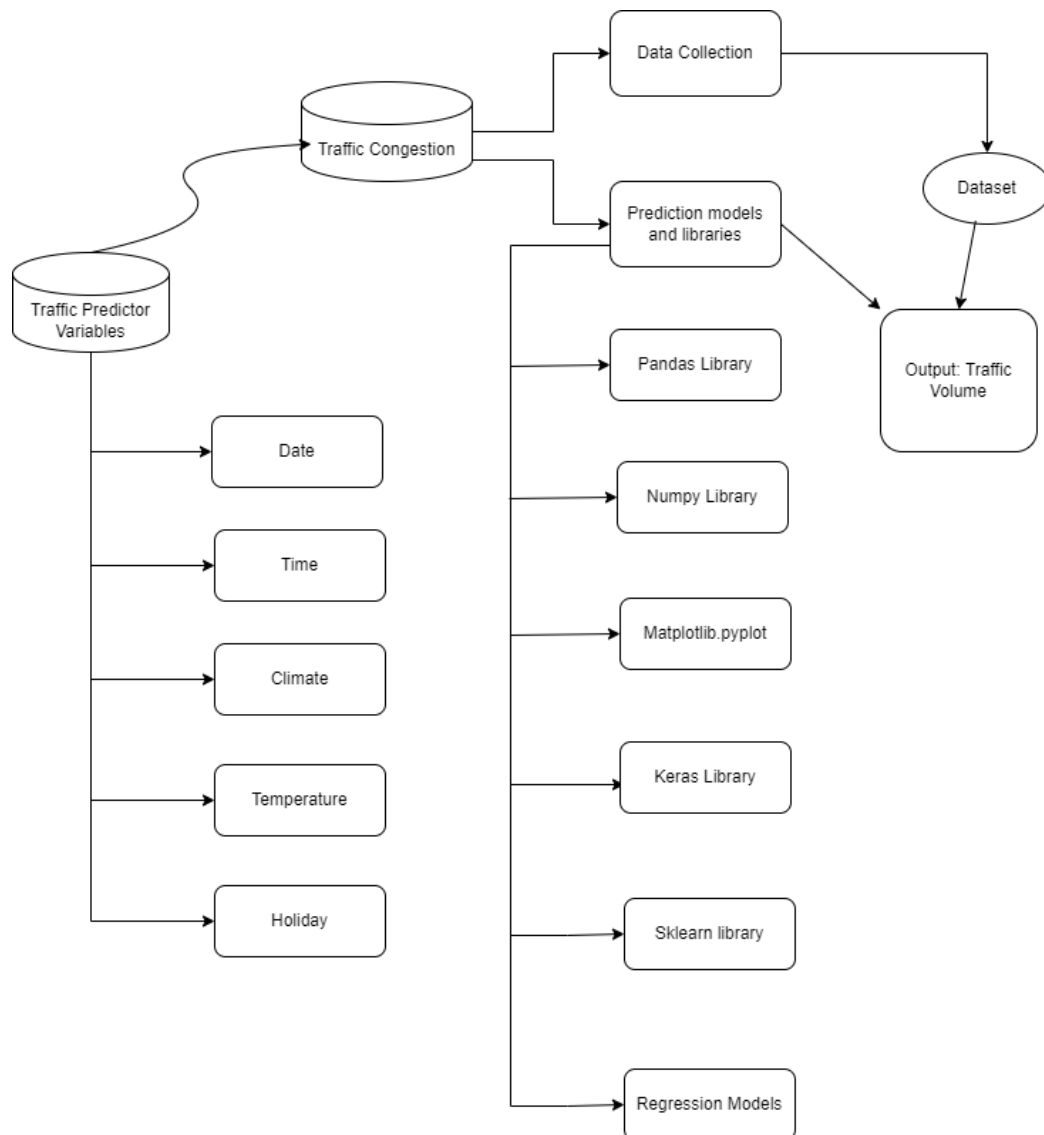 Data Collection
Traffic Congestion
Dataset
Prediction models
and libraries
Traffic Predictor
Variables
Pandas Library
Output: Traffic
Volume
Date
Numpy Library
Time
Matplotlib.pyplot
Climate
Keras Library
Temperature
Holiday
Sklearn library
Regression Models